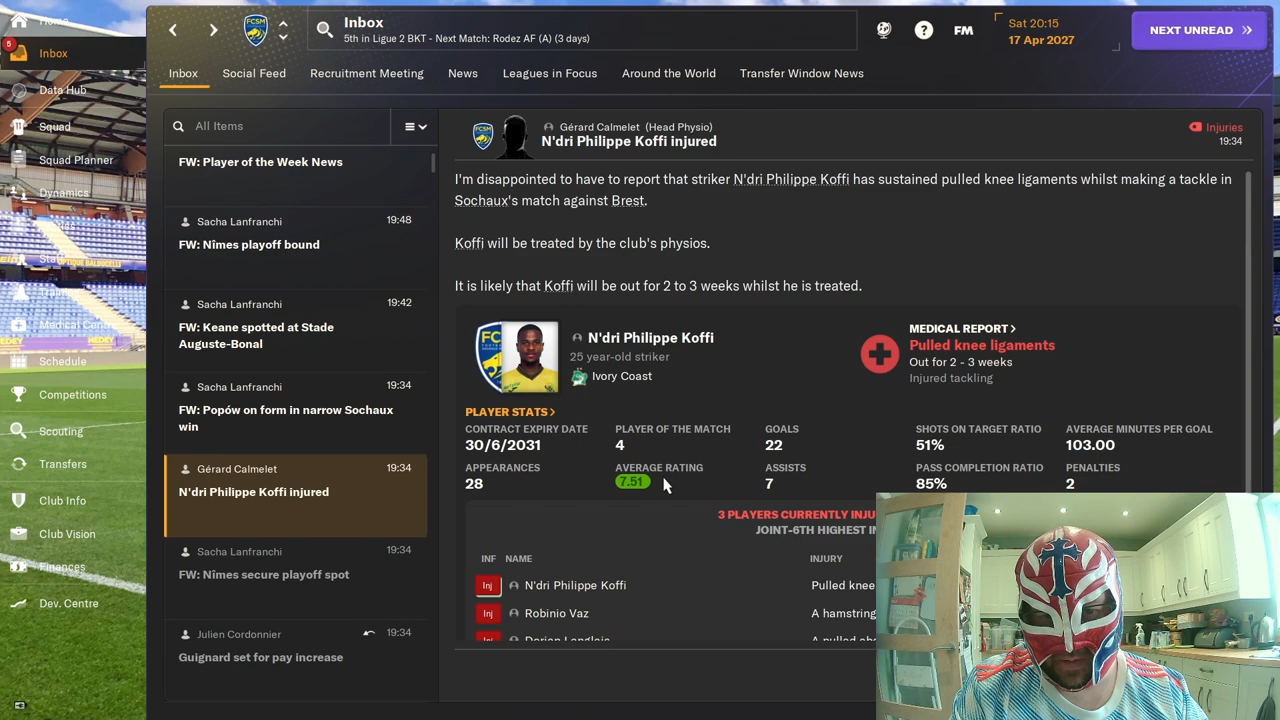 Home
5
Inbox
Data Hub
Squad
Squad Planner
Dynamics
Medical Centre
Schedule
Competitions
Scouting
Transfers
Club Info
Club Vision
Finances
Dev. Centre
FCSM
Inbox
5th in Ligue 2 BKT - Next Match: Rodez AF (A) (3 days)
?
FM
Sat 20:15
17 Apr 2027
NEXT UNREAD
Inbox
Social Feed
Recruitment Meeting
News
Leagues in Focus
Around the World
Transfer Window News
All Items
FW: Player of the Week News
Sacha Lanfranchi 19:48
FW: Nîmes playoff bound
Sacha Lanfranchi 19:42
FW: Keane spotted at Stade
Auguste-Bonal
Sacha Lanfranchi 19:34
FW: Popów on form in narrow Sochaux
win
Gérard Calmelet 19:34
N'dri Philippe Koffi injured
Sacha Lanfranchi 19:34
FW: Nîmes secure playoff spot
Julien Cordonnier 19:34
Guignard set for pay increase
Gérard Calmelet (Head Physio)
N'dri Philippe Koffi injured
Injuries
19:34
I'm disappointed to have to report that striker N'dri Philippe Koffi has sustained pulled knee ligaments whilst making a tackle in
Sochaux's match against Brest.
Koffi will be treated by the club's physios.
It is likely that Koffi will be out for 2 to 3 weeks whilst he is treated.
N'dri Philippe Koffi
25 year-old striker
Ivory Coast
MEDICAL REPORT >
Pulled knee ligaments
Out for 2 - 3 weeks
Injured tackling
PLAYER STATS >
CONTRACT EXPIRY DATE PLAYER OF THE MATCH GOALS SHOTS ON TARGET RATIO AVERAGE MINUTES PER GOAL
30/6/2031 4 22 51% 103.00
APPEARANCES AVERAGE RATING ASSISTS PASS COMPLETION RATIO PENALTIES
28 7.51 7 85% 2
3 PLAYERS CURRENTLY INJU
JOINT-6TH HIGHEST IN
INF NAME INJURY
Inj N'dri Philippe Koffi Pulled knee
Inj Robinio Vaz A hamstring
Inj Dorian Langlais A pulled